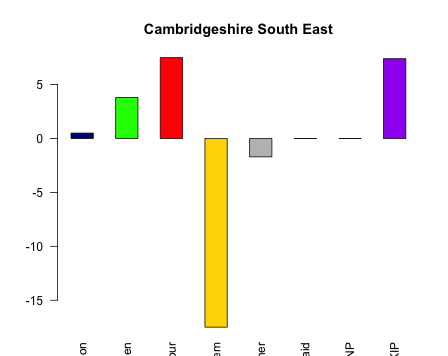 Cambridgeshire South East
5
0
-5
-10
-15
on
en
our
em
her
aid
NP
KIP